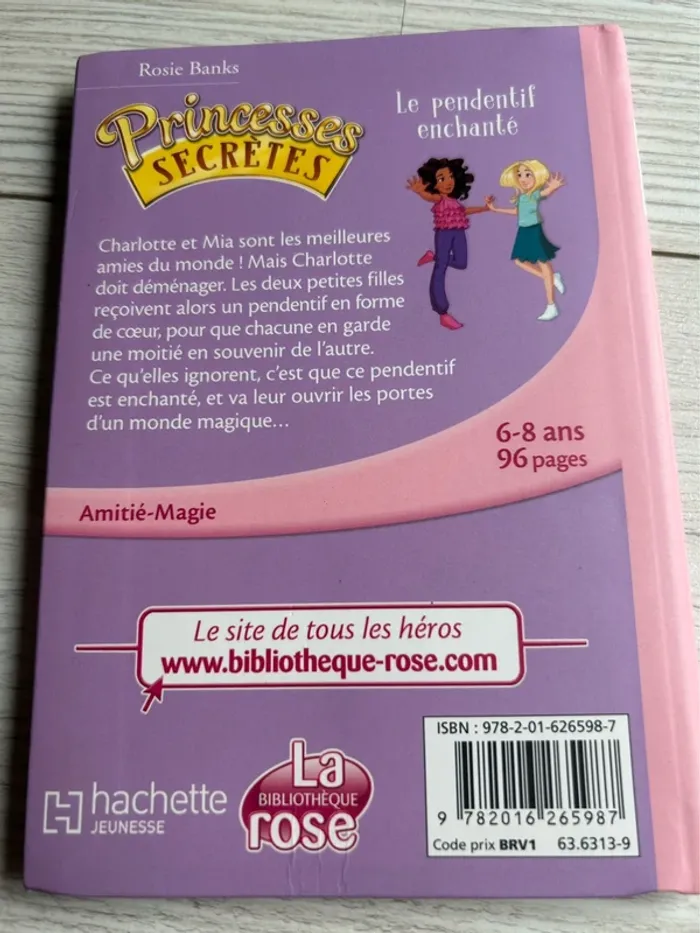 Rosie Banks
Princesses
SECRÈTES
Le pendentif
enchanté
Charlotte et Mia sont les meilleures
amies du monde ! Mais Charlotte
doit déménager. Les deux petites filles
reçoivent alors un pendentif en forme
de cœur, pour que chacune en garde
une moitié en souvenir de l'autre.
Ce qu'elles ignorent, c'est que ce pendentif
est enchanté, et va leur ouvrir les portes
d'un monde magique...
6-8 ans
96 pages
Amitié-Magie
Le site de tous les héros
www.bibliotheque-rose.com
hachette
JEUNESSE
La
BIBLIOTHÈQUE
rose
ISBN : 978-2-01-626598-7
9 782016 265987
Code prix BRV1 63.6313-9